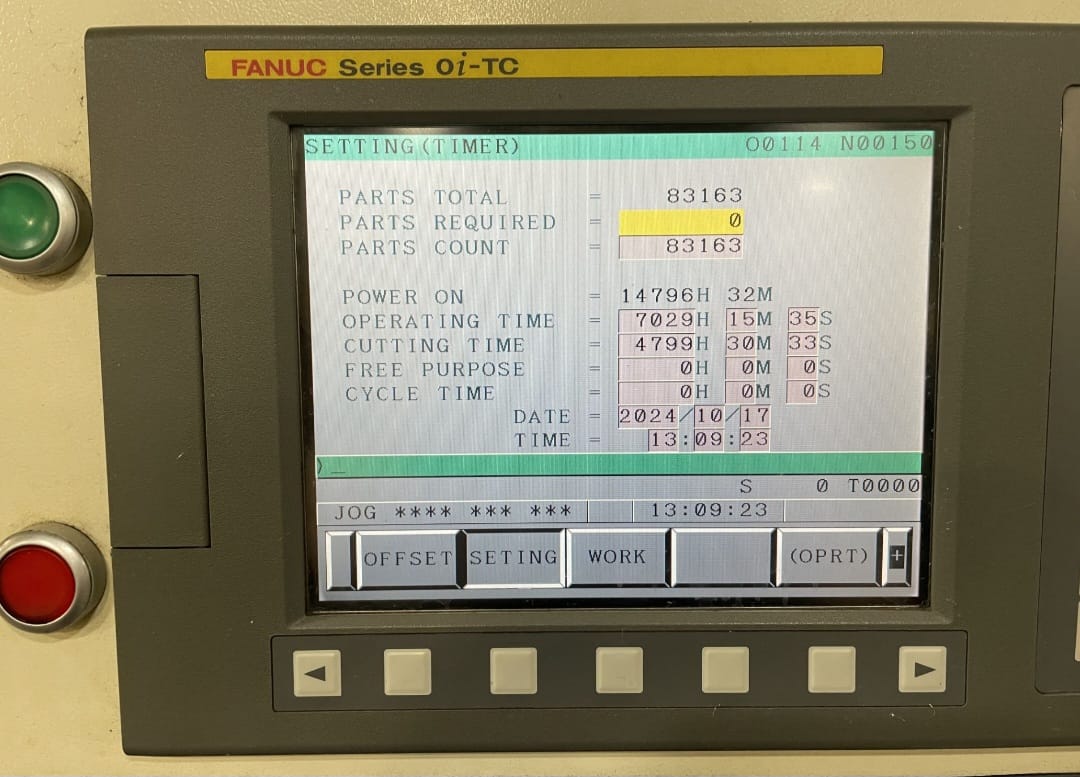 FANUC Series 0i-TC
SETTING(TIMER) O0114 N00150
PARTS TOTAL = 83163
PARTS REQUIRED = 0
PARTS COUNT = 83163
POWER ON = 14796H 32M
OPERATING TIME = 7029H 15M 35S
CUTTING TIME = 4799H 30M 33S
FREE PURPOSE = 0H 0M 0S
CYCLE TIME = 0H 0M 0S
DATE = 2024/10/17
TIME = 13:09:23
>_
S 0 T0000
JOG **** *** *** 13:09:23
OFFSET SETING WORK (OPRT) +